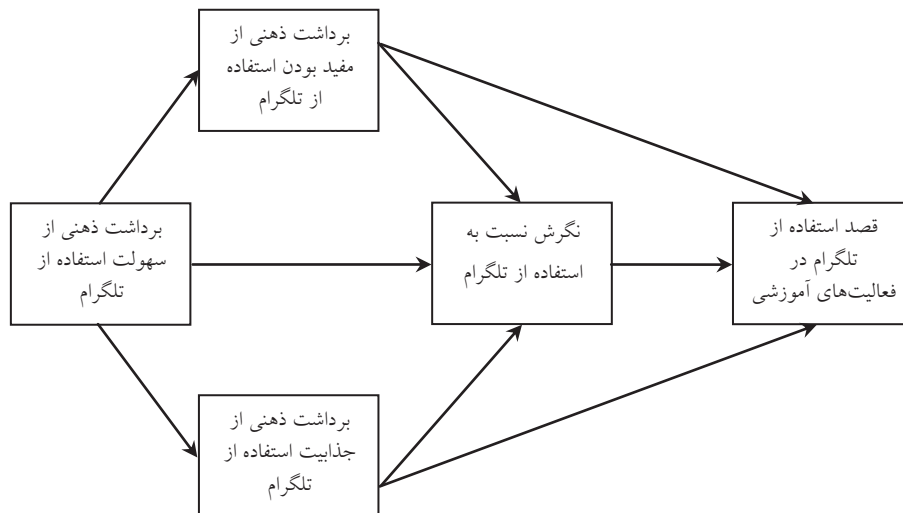 برداشت ذهنی از
مفید بودن استفاده
از تلگرام
برداشت ذهنی از
سهولت استفاده از
تلگرام
نگرش نسبت به
استفاده از تلگرام
قصد استفاده از
تلگرام در
فعالیت‌های آموزشی
برداشت ذهنی از
جذابیت استفاده از
تلگرام